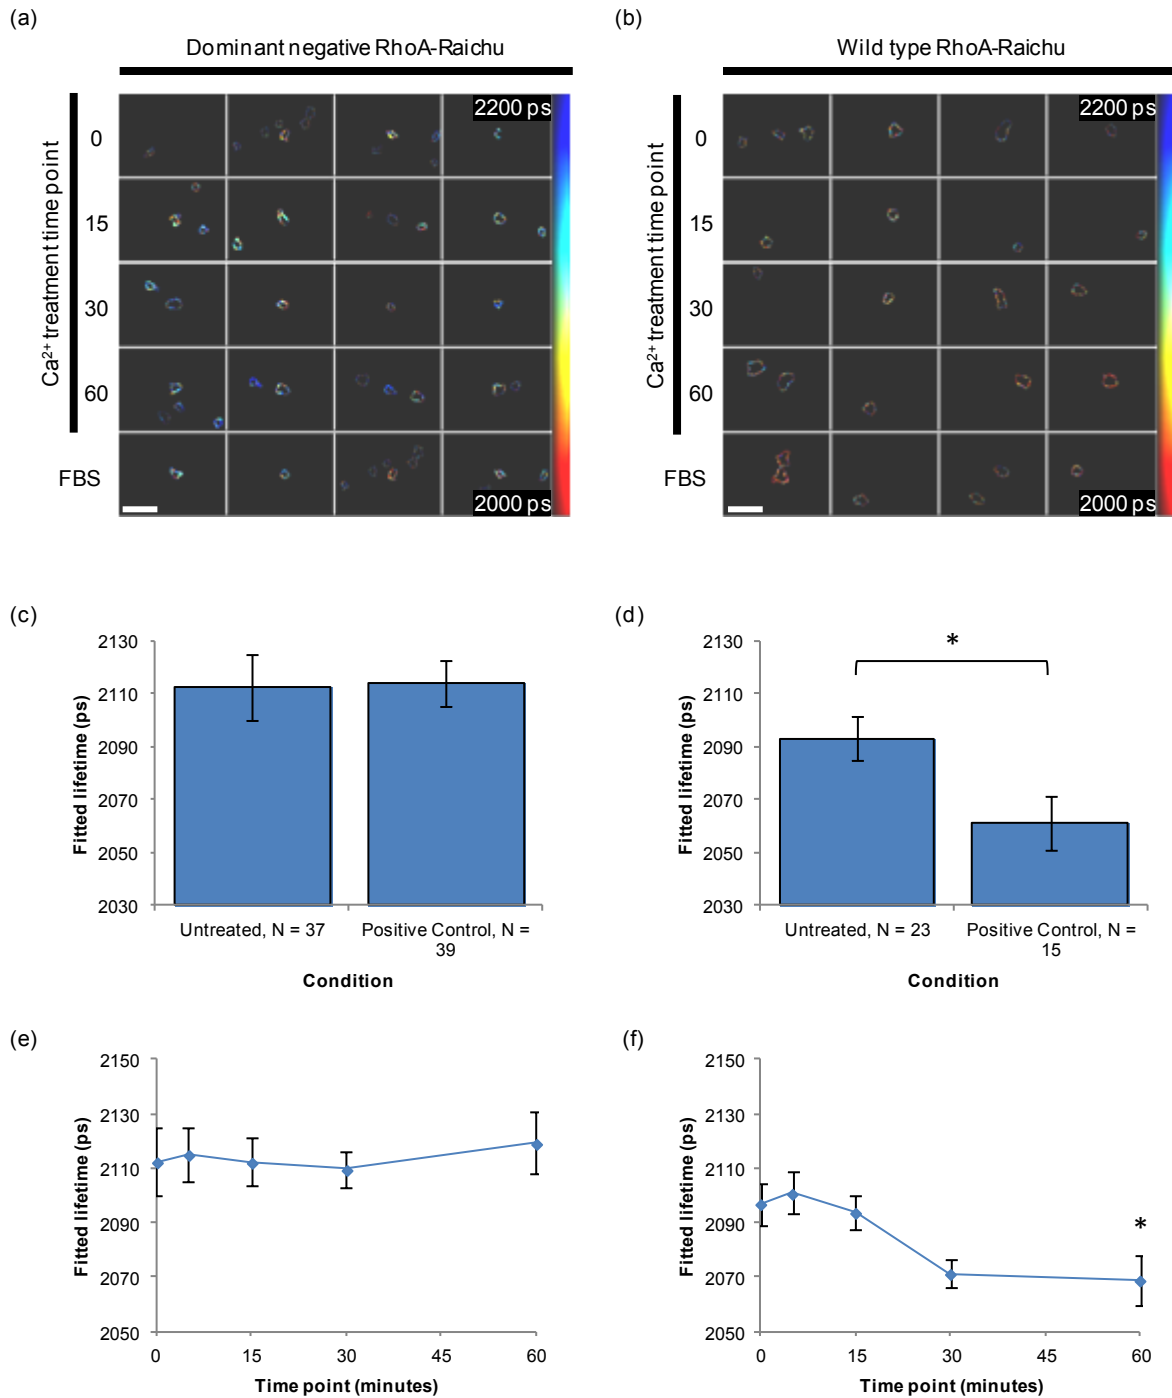 (a)
Dominant negative RhoA-Raichu
Ca²⁺ treatment time point
0
15
30
60
FBS
2200 ps
2000 ps
(b)
Wild type RhoA-Raichu
Ca²⁺ treatment time point
0
15
30
60
FBS
2200 ps
2000 ps
(c)
Fitted lifetime (ps)
2130
2110
2090
2070
2050
2030
Untreated, N = 37
Positive Control, N =
39
Condition
(d)
Fitted lifetime (ps)
2130
2110
2090
2070
2050
2030
*
Untreated, N = 23
Positive Control, N =
15
Condition
(e)
Fitted lifetime (ps)
2150
2130
2110
2090
2070
2050
0 15 30 45 60
Time point (minutes)
(f)
Fitted lifetime (ps)
2150
2130
2110
2090
2070
2050
*
0 15 30 45 60
Time point (minutes)